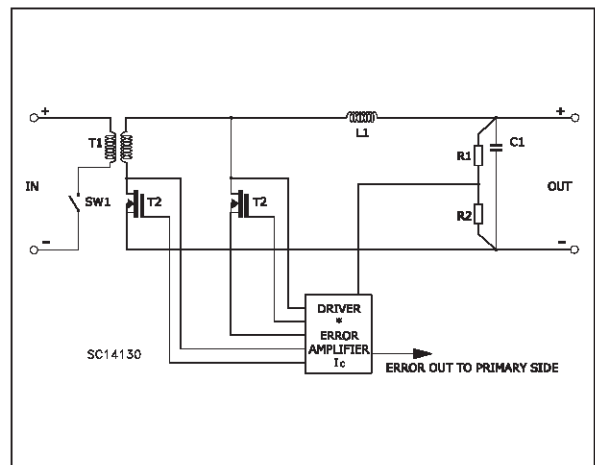 +
+
T1
L1
R1
C1
IN
SW1
T2
T2
OUT
R2
-
-
DRIVER
*
ERROR
AMPLIFIER
Ic
SC14130
ERROR OUT TO PRIMARY SIDE